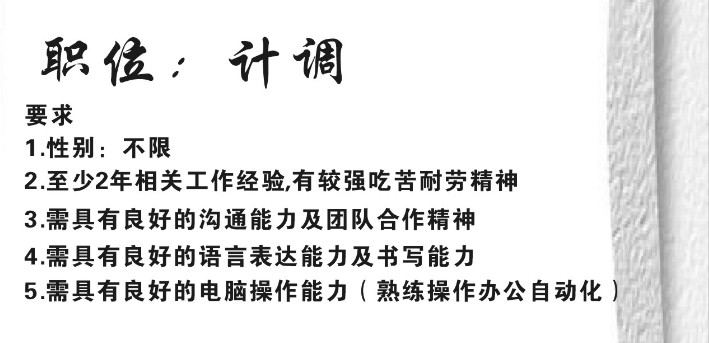 职位：计调
要求
1.性别：不限
2.至少2年相关工作经验,有较强吃苦耐劳精神
3.需具有良好的沟通能力及团队合作精神
4.需具有良好的语言表达能力及书写能力
5.需具有良好的电脑操作能力（熟练操作办公自动化）